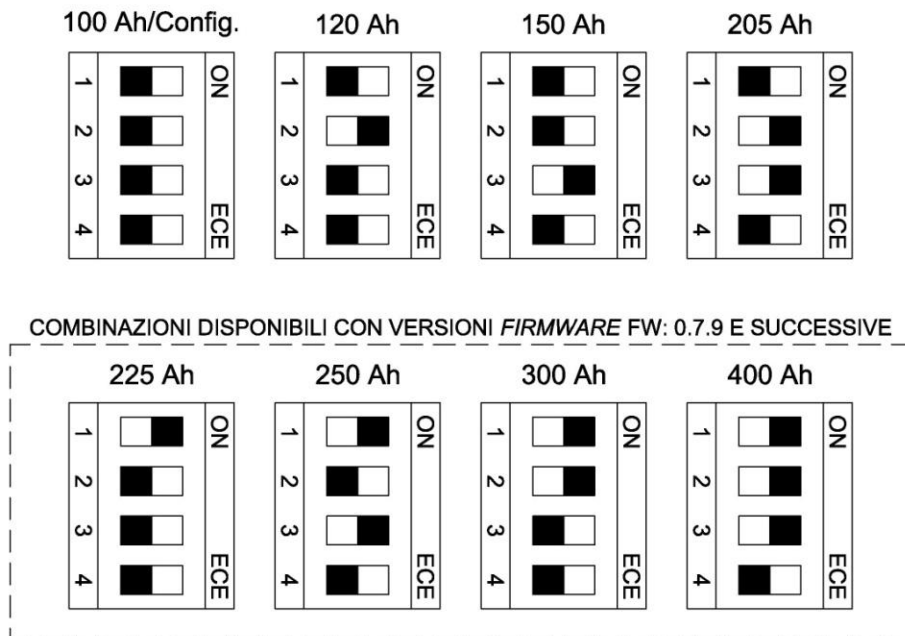 100 Ah/Config. 120 Ah 150 Ah 205 Ah
1 ON 1 ON 1 ON 1 ON
2 2 2 2
3 3 3 3
4 ECE 4 ECE 4 ECE 4 ECE
COMBINAZIONI DISPONIBILI CON VERSIONI FIRMWARE FW: 0.7.9 E SUCCESSIVE
225 Ah 250 Ah 300 Ah 400 Ah
1 ON 1 ON 1 ON 1 ON
2 2 2 2
3 3 3 3
4 ECE 4 ECE 4 ECE 4 ECE